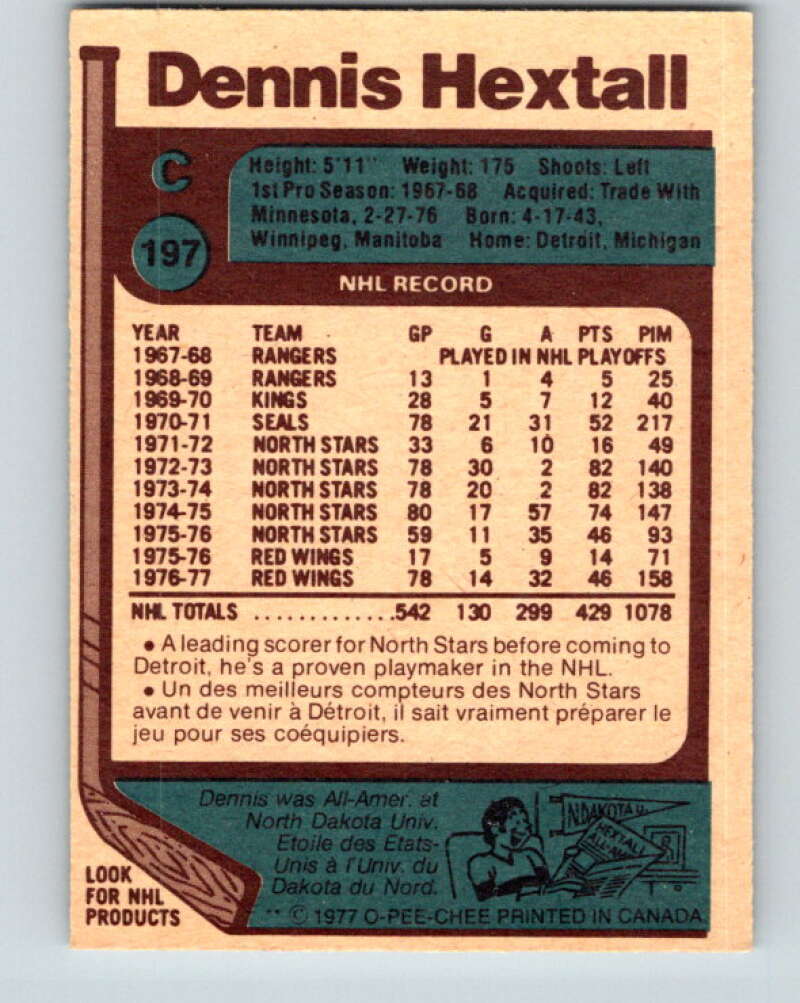 Dennis Hextall
C
197
Height: 5'11" Weight: 175 Shoots: Left
1st Pro Season: 1967-68 Acquired: Trade With
Minnesota, 2-27-76 Born: 4-17-43,
Winnipeg, Manitoba Home: Detroit, Michigan
NHL RECORD
YEAR TEAM GP G A PTS PIM
1967-68 RANGERS PLAYED IN NHL PLAYOFFS
1968-69 RANGERS 13 1 4 5 25
1969-70 KINGS 28 5 7 12 40
1970-71 SEALS 78 21 31 52 217
1971-72 NORTH STARS 33 6 10 16 49
1972-73 NORTH STARS 78 30 2 82 140
1973-74 NORTH STARS 78 20 2 82 138
1974-75 NORTH STARS 80 17 57 74 147
1975-76 NORTH STARS 59 11 35 46 93
1975-76 RED WINGS 17 5 9 14 71
1976-77 RED WINGS 78 14 32 46 158
NHL TOTALS ..............542 130 299 429 1078
• A leading scorer for North Stars before coming to
Detroit, he's a proven playmaker in the NHL.
• Un des meilleurs compteurs des North Stars
avant de venir à Détroit, il sait vraiment préparer le
jeu pour ses coéquipiers.
Dennis was All-Amer. at
North Dakota Univ.
Etoile des Etats-
Unis à l'Univ. du
Dakota du Nord.
N.DAKOTA U.
HEXTALL
ALL-AM
LOOK
FOR NHL
PRODUCTS
** © 1977 O-PEE-CHEE PRINTED IN CANADA.